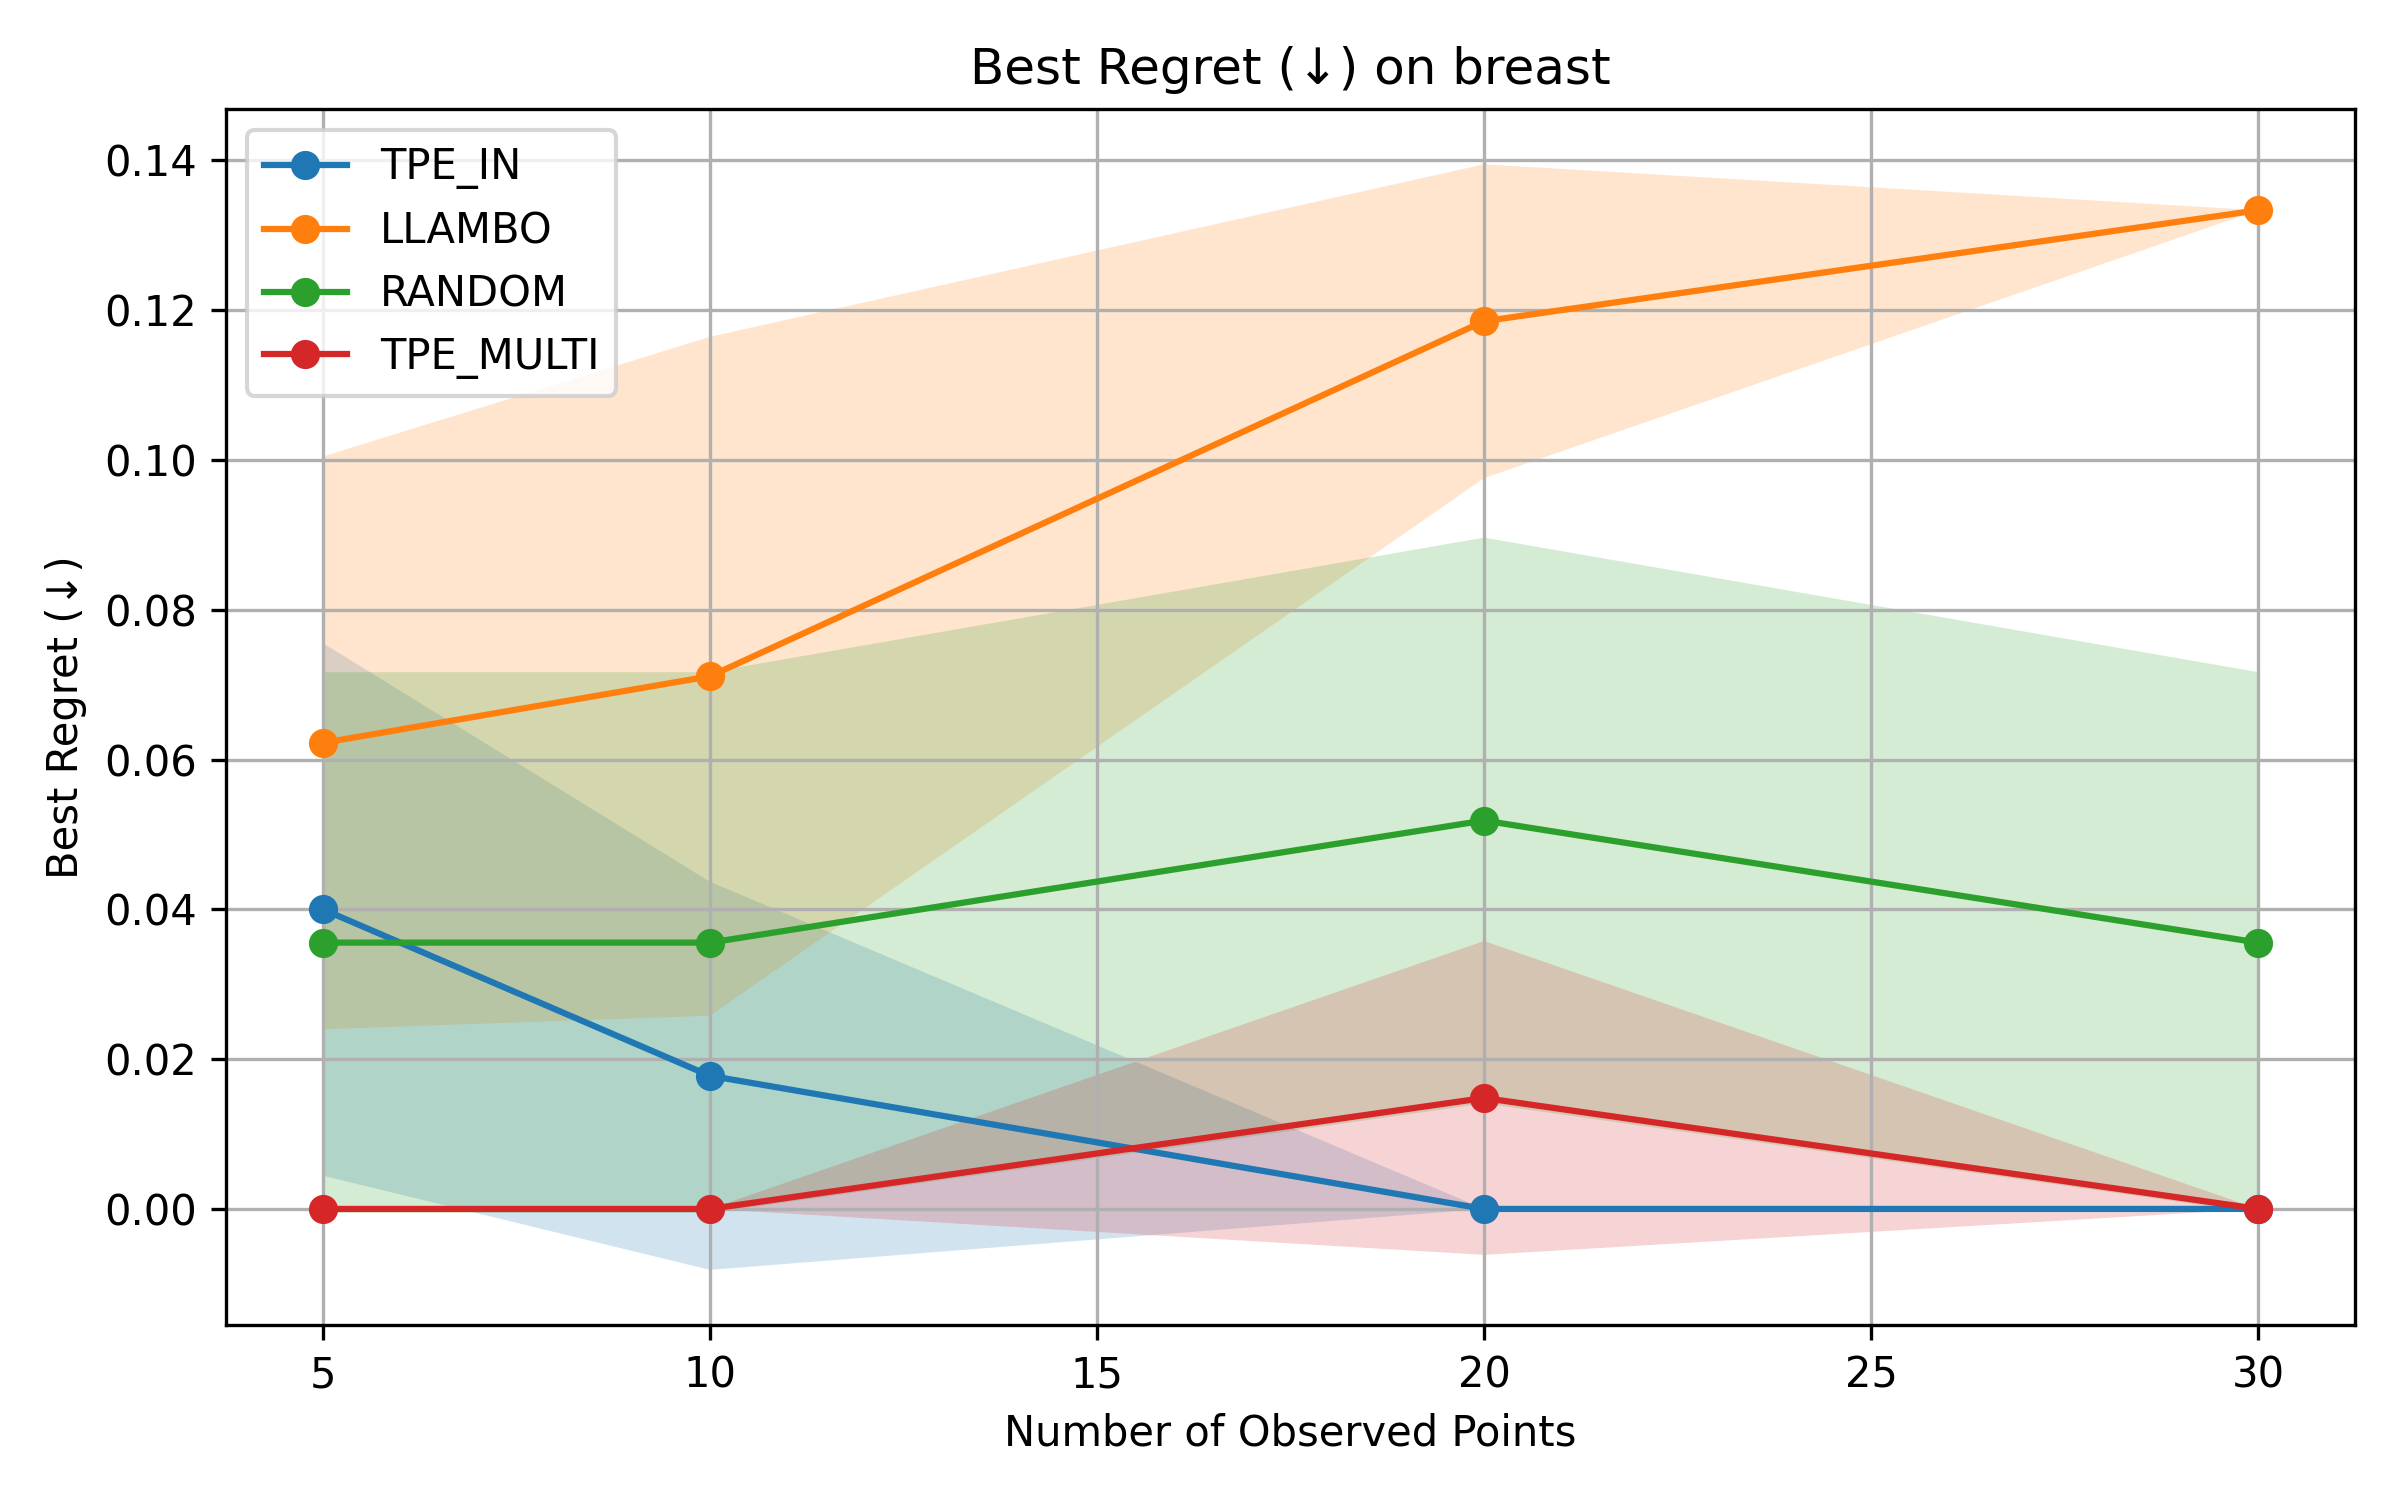 Best Regret (↓) on breast
TPE_IN
LLAMBO
RANDOM
TPE_MULTI
Best Regret (↓)
0.14
0.12
0.10
0.08
0.06
0.04
0.02
0.00
5 10 15 20 25 30
Number of Observed Points